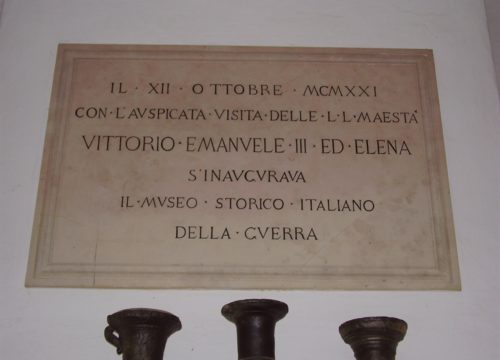 IL · XII · OTTOBRE · MCMXXI
CON · L'AVSPICATA · VISITA · DELLE · L · L · MAESTA'
VITTORIO · EMANVELE · III · ED · ELENA
S'INAVGVRAVA
IL · MVSEO · STORICO · ITALIANO
DELLA · GVERRA